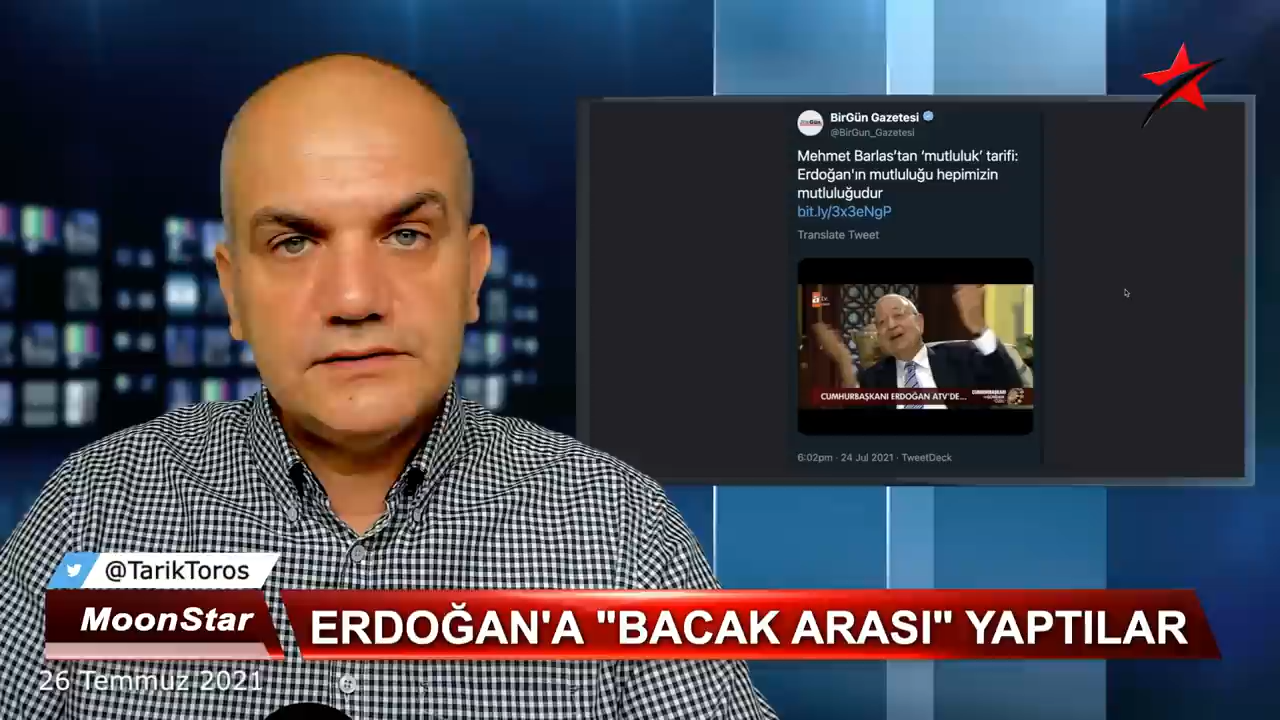 BirGün Gazetesi
@BirGun_Gazetesi
Mehmet Barlas'tan 'mutluluk' tarifi:
Erdoğan'ın mutluluğu hepimizin
mutluluğudur
bit.ly/3x3eNgP
Translate Tweet
CUMHURBAŞKANI ERDOĞAN ATV'DE...
6:02pm · 24 Jul 2021 · TweetDeck
@TarikToros
MoonStar
ERDOĞAN'A "BACAK ARASI" YAPTILAR
26 Temmuz 2021